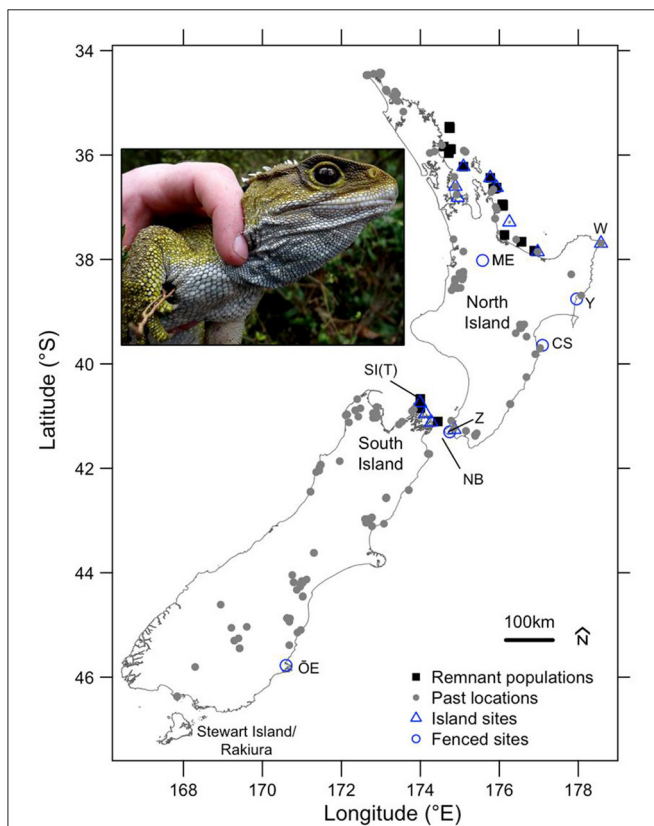 34
36
38
40
42
44
46
Latitude (°S)
W
ME
North
Island
Y
CS
SI(T)
Z
South
Island
NB
ŌE
Stewart Island/
Rakiura
100km
N
Remnant populations
Past locations
Island sites
Fenced sites
168 170 172 174 176 178
Longitude (°E)